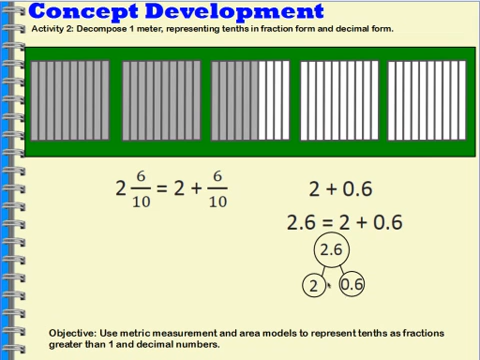 Concept Development
Activity 2: Decompose 1 meter, representing tenths in fraction form and decimal form.
2 6/10 = 2 + 6/10
2 + 0.6
2.6 = 2 + 0.6
2.6
2 0.6
Objective: Use metric measurement and area models to represent tenths as fractions
greater than 1 and decimal numbers.